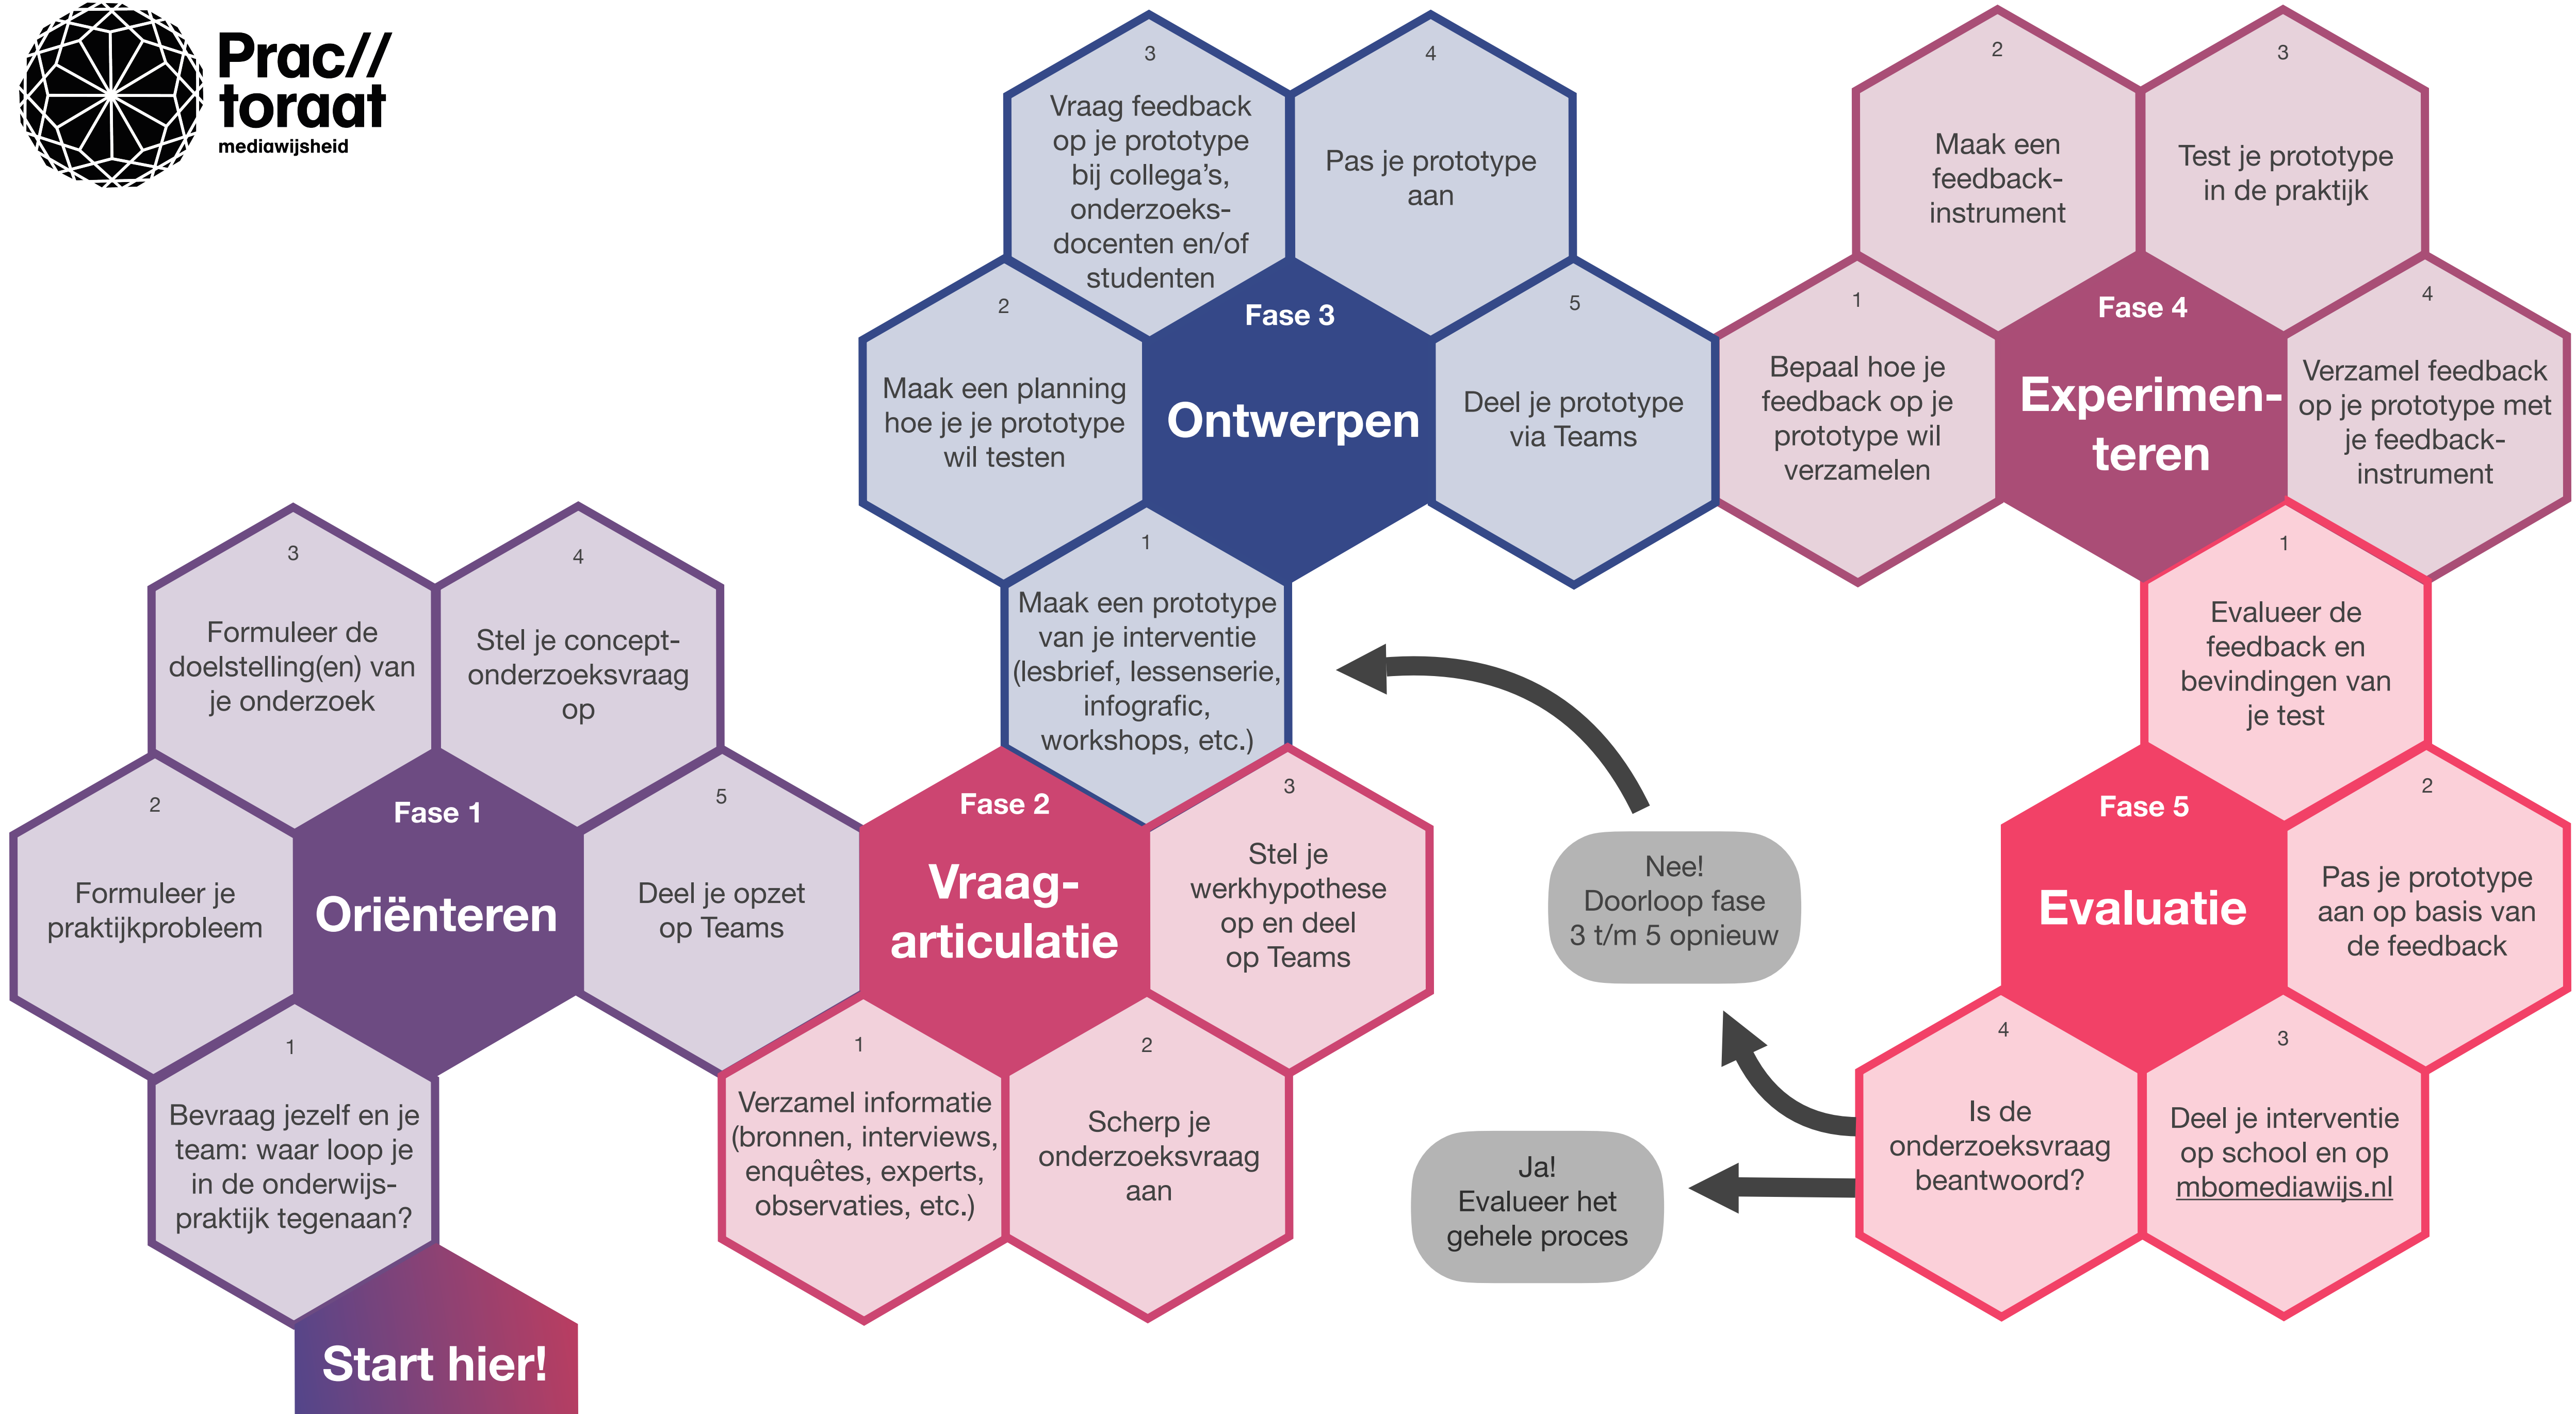 Prac//
toraat
mediawijsheid
Start hier!
Fase 1
Oriënteren
1
Bevraag jezelf en je
team: waar loop je
in de onderwijs-
praktijk tegenaan?
2
Formuleer je
praktijkprobleem
3
Formuleer de
doelstelling(en) van
je onderzoek
4
Stel je concept-
onderzoeksvraag
op
5
Deel je opzet
op Teams
Fase 2
Vraag-
articulatie
1
Verzamel informatie
(bronnen, interviews,
enquêtes, experts,
observaties, etc.)
2
Scherp je
onderzoeksvraag
aan
3
Stel je
werkhypothese
op en deel
op Teams
Fase 3
Ontwerpen
1
Maak een prototype
van je interventie
(lesbrief, lessenserie,
infografic,
workshops, etc.)
2
Maak een planning
hoe je je prototype
wil testen
3
Vraag feedback
op je prototype
bij collega’s,
onderzoeks-
docenten en/of
studenten
4
Pas je prototype
aan
5
Deel je prototype
via Teams
Fase 4
Experimen-
teren
1
Bepaal hoe je
feedback op je
prototype wil
verzamelen
2
Maak een
feedback-
instrument
3
Test je prototype
in de praktijk
4
Verzamel feedback
op je prototype met
je feedback-
instrument
Fase 5
Evaluatie
1
Evalueer de
feedback en
bevindingen van
je test
2
Pas je prototype
aan op basis van
de feedback
3
Deel je interventie
op school en op
mbomediawijs.nl
4
Is de
onderzoeksvraag
beantwoord?
Nee!
Doorloop fase
3 t/m 5 opnieuw
Ja!
Evalueer het
gehele proces